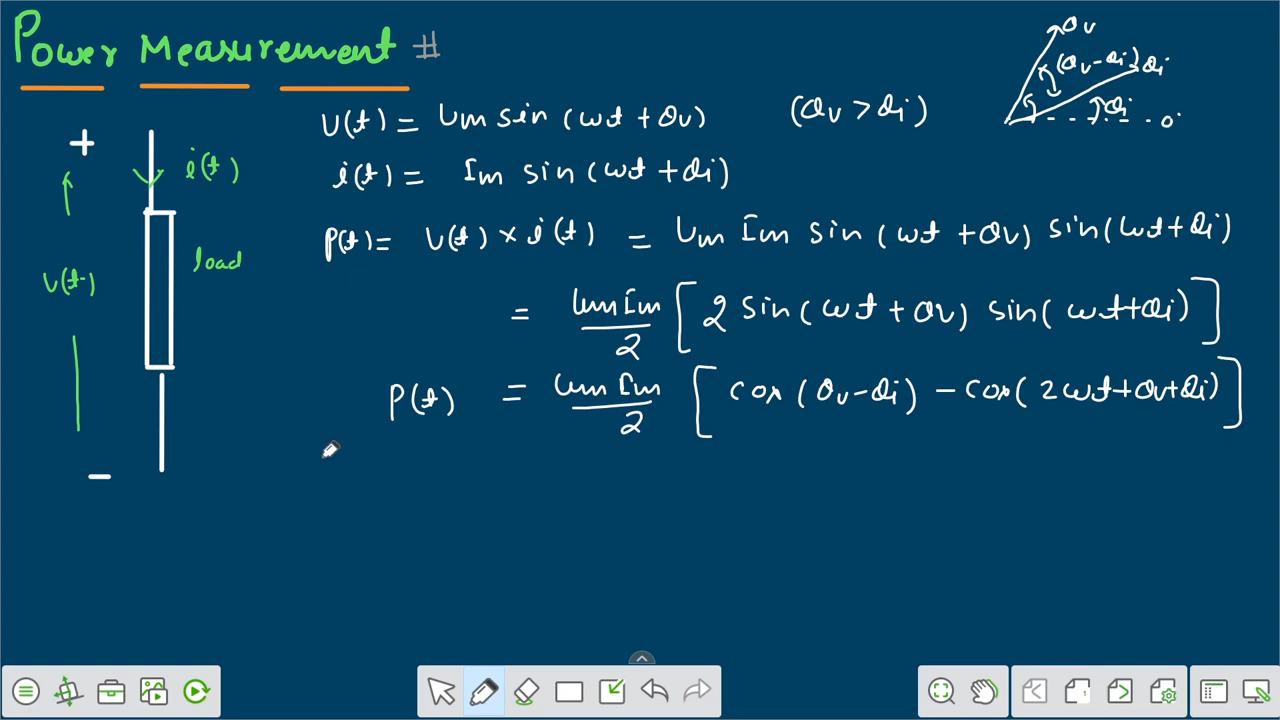 Power Measurement #
θv
(θv-θi) θi
θi
0
v(t) = Vm sin (ωt + θv) (θv > θi)
i(t) = Im sin (ωt + θi)
P(t) = v(t) × i(t) = Vm Im sin (ωt + θv) sin(ωt + θi)
= Vm Im / 2 [ 2 sin(ωt + θv) sin(ωt+θi) ]
P(t) = Vm Im / 2 [ cos (θv-θi) - cos( 2ωt+θv+θi) ]
+
i(t)
load
v(t)
-